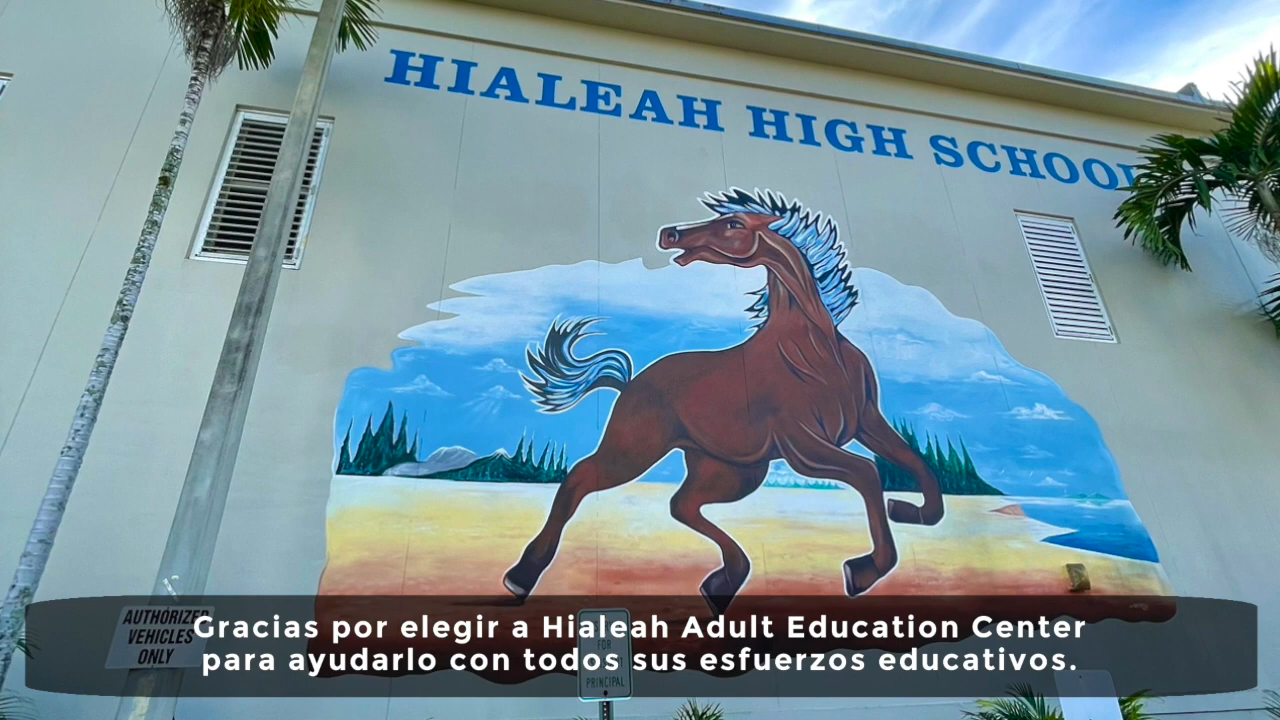 HIALEAH HIGH SCHOOL
AUTHORIZED
VEHICLES
ONLY
Gracias por elegir a Hialeah Adult Education Center
para ayudarlo con todos sus esfuerzos educativos.
FOR
PRINCIPAL